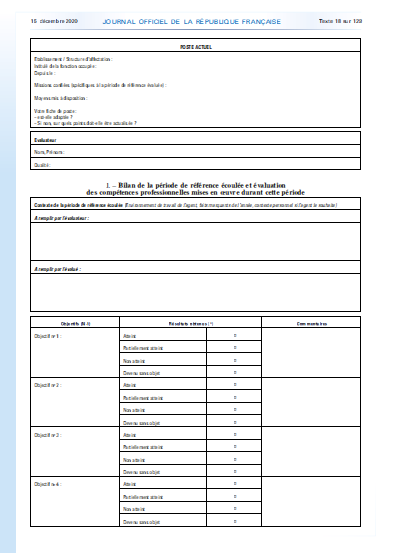 15 décembre 2020 JOURNAL OFFICIEL DE LA RÉPUBLIQUE FRANÇAISE Texte 18 sur 129
POSTE ACTUEL
Etablissement / Structure d'affectation :
Intitulé de la fonction occupée :
Depuis le :
Missions confiées (spécifiques à la période de référence écoulée) :
Moyens mis à disposition :
Votre fiche de poste :
- est-elle adaptée ?
- Si non, sur quels points doit-elle être actualisée ?
Evaluateur
Nom, Prénom :
Qualité :
I. – Bilan de la période de référence écoulée et évaluation
des compétences professionnelles mises en œuvre durant cette période
Contexte de la période de référence écoulée (Environnement de travail de l'agent, faits marquants de l'année, contexte personnel si l'agent le souhaite)
A remplir par l'évaluateur :
A remplir par l'évalué :
Objectifs (N-1) Résultats obtenus (*) Commentaires
Objectif n° 1 : Atteint □
Partiellement atteint □
Non atteint □
Devenu sans objet □
Objectif n° 2 : Atteint □
Partiellement atteint □
Non atteint □
Devenu sans objet □
Objectif n° 3 : Atteint □
Partiellement atteint □
Non atteint □
Devenu sans objet □
Objectif n° 4 : Atteint □
Partiellement atteint □
Non atteint □
Devenu sans objet □